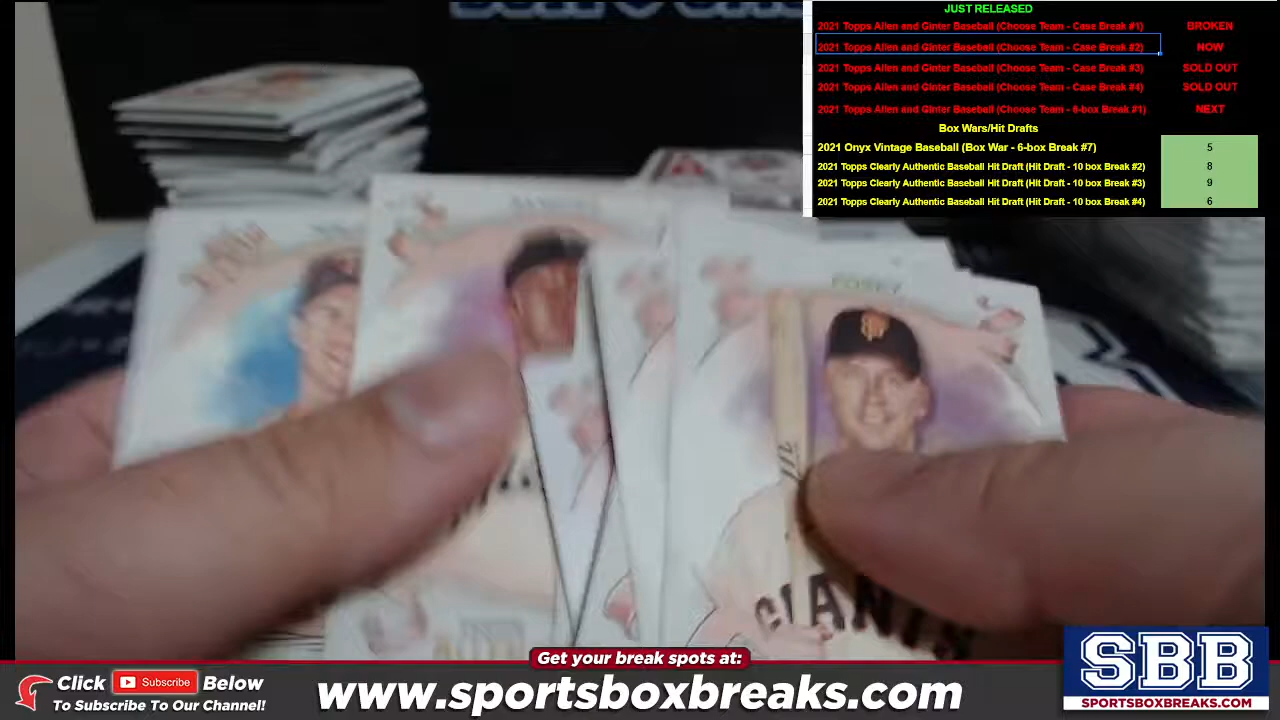 JUST RELEASED
2021 Topps Allen and Ginter Baseball (Choose Team - Case Break #1) BROKEN
2021 Topps Allen and Ginter Baseball (Choose Team - Case Break #2) NOW
2021 Topps Allen and Ginter Baseball (Choose Team - Case Break #3) SOLD OUT
2021 Topps Allen and Ginter Baseball (Choose Team - Case Break #4) SOLD OUT
2021 Topps Allen and Ginter Baseball (Choose Team - 6-box Break #1) NEXT
Box Wars/Hit Drafts
2021 Onyx Vintage Baseball (Box War - 6-box Break #7) 5
2021 Topps Clearly Authentic Baseball Hit Draft (Hit Draft - 10 box Break #2) 8
2021 Topps Clearly Authentic Baseball Hit Draft (Hit Draft - 10 box Break #3) 9
2021 Topps Clearly Authentic Baseball Hit Draft (Hit Draft - 10 box Break #4) 6
POSEY
GIANTS
Get your break spots at:
Click Subscribe Below
To Subscribe To Our Channel!
www.sportsboxbreaks.com
SBB
SPORTSBOXBREAKS.COM